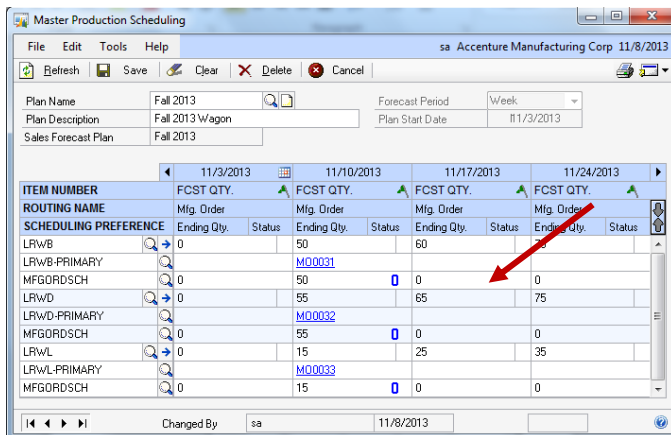 Master Production Scheduling
File Edit Tools Help sa Accenture Manufacturing Corp 11/8/2013
Refresh Save Clear Delete Cancel
Plan Name Fall 2013 Forecast Period Week
Plan Description Fall 2013 Wagon Plan Start Date 11/3/2013
Sales Forecast Plan Fall 2013
11/3/2013 11/10/2013 11/17/2013 11/24/2013
ITEM NUMBER FCST QTY. FCST QTY. FCST QTY. FCST QTY.
ROUTING NAME Mfg. Order Mfg. Order Mfg. Order Mfg. Order
SCHEDULING PREFERENCE Ending Qty. Status Ending Qty. Status Ending Qty. Status Ending Qty. Status
LRWB 0 50 60
LRWB-PRIMARY MO0031
MFGORDSCH 0 50 0 0 0
LRWD 0 55 65 75
LRWD-PRIMARY MO0032
MFGORDSCH 0 55 0 0 0
LRWL 0 15 25 35
LRWL-PRIMARY MO0033
MFGORDSCH 0 15 0 0 0
Changed By sa 11/8/2013